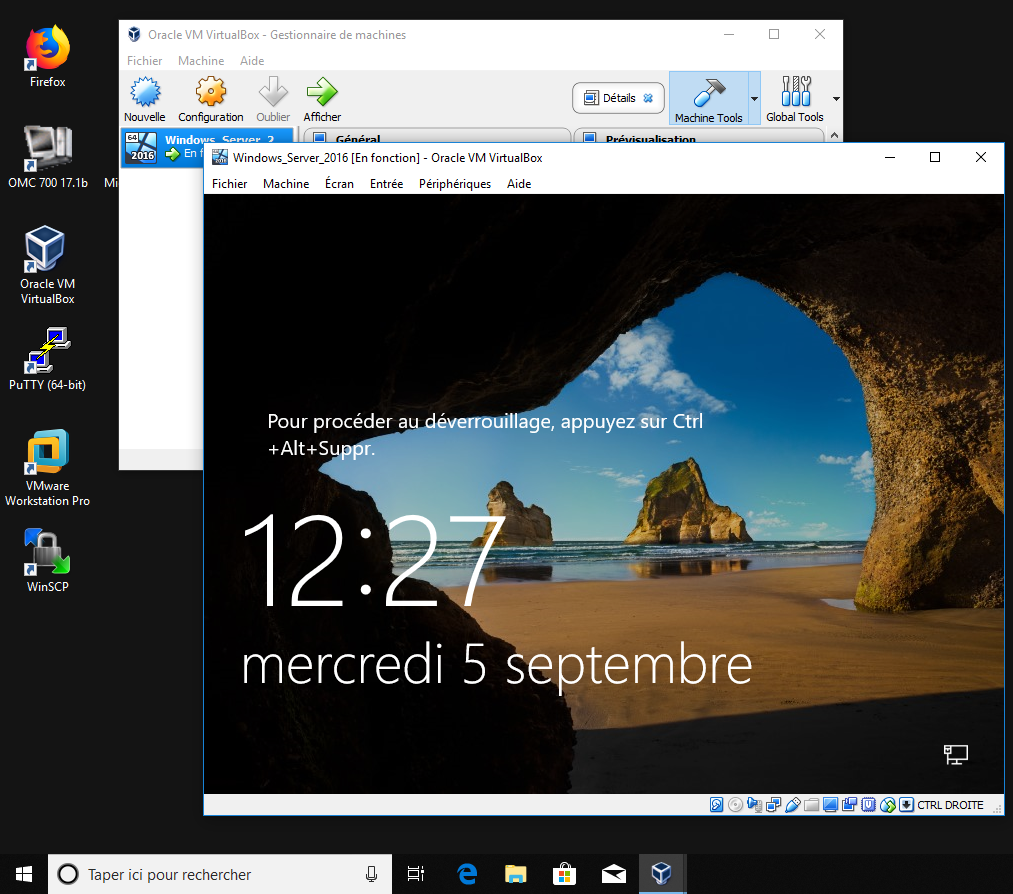 Firefox
OMC 700 17.1b
Mi
Oracle VM
VirtualBox
PuTTY (64-bit)
VMware
Workstation Pro
WinSCP
Oracle VM VirtualBox - Gestionnaire de machines
Fichier Machine Aide
Nouvelle Configuration Oublier Afficher
Détails
Machine Tools Global Tools
64
2016
Windows_Server_2
En f
Général
Prévisualisation
Windows_Server_2016 [En fonction] - Oracle VM VirtualBox
Fichier Machine Écran Entrée Périphériques Aide
Pour procéder au déverrouillage, appuyez sur Ctrl
+Alt+Suppr.
12:27
mercredi 5 septembre
CTRL DROITE
Taper ici pour rechercher